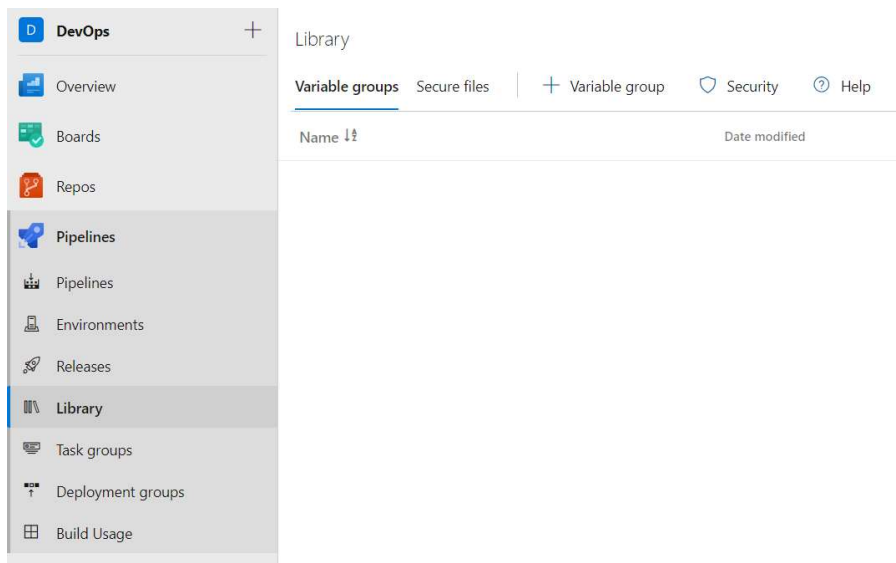 D DevOps +
Overview
Boards
Repos
Pipelines
Pipelines
Environments
Releases
Library
Task groups
Deployment groups
Build Usage
Library
Variable groups Secure files + Variable group Security ? Help
Name Date modified